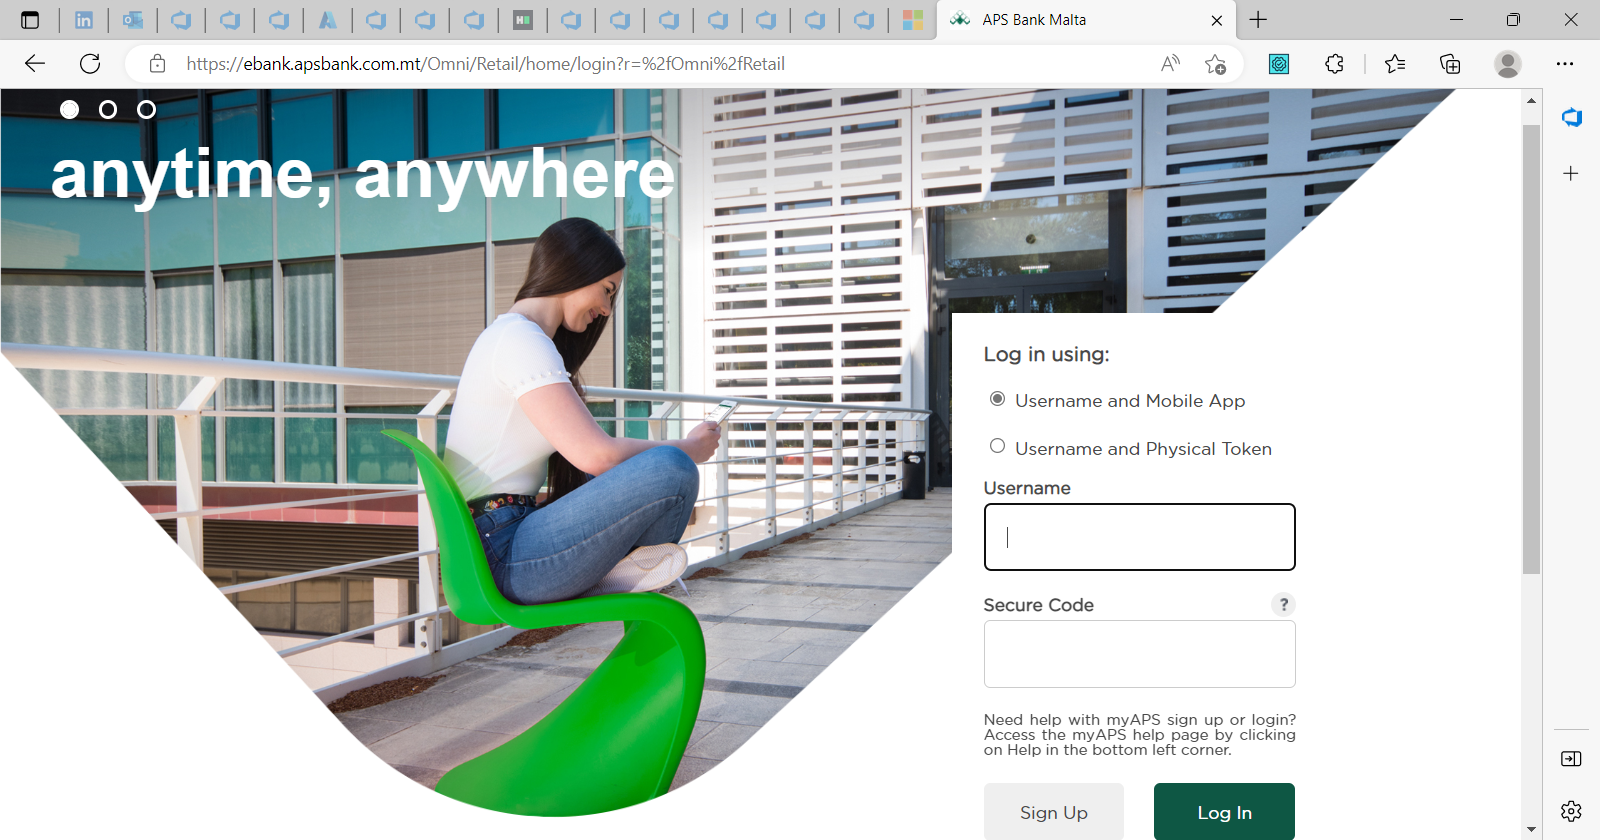 APS Bank Malta
https://ebank.apsbank.com.mt/Omni/Retail/home/login?r=%2fOmni%2fRetail
anytime, anywhere
Log in using:
Username and Mobile App
Username and Physical Token
Username
Secure Code
?
Need help with myAPS sign up or login?
Access the myAPS help page by clicking
on Help in the bottom left corner.
Sign Up
Log In